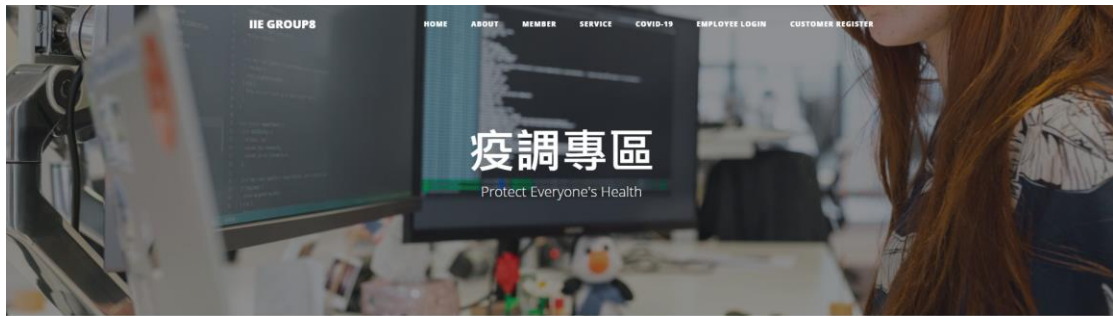 IIE GROUP8
HOME ABOUT MEMBER SERVICE COVID-19 EMPLOYEE LOGIN CUSTOMER REGISTER
疫調專區
Protect Everyone's Health